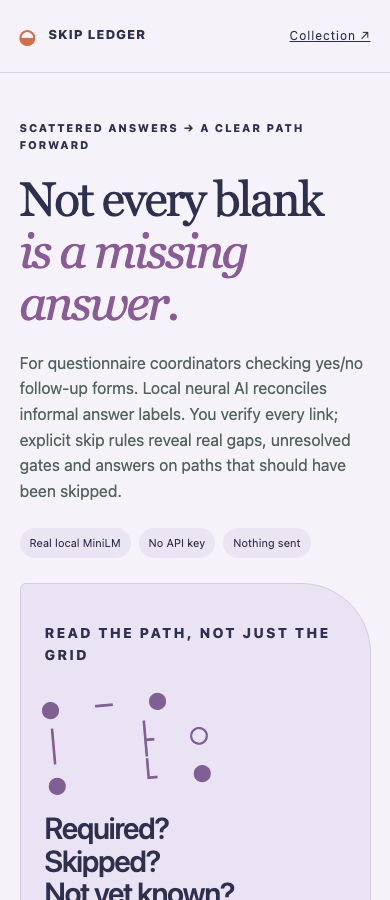 SKIP LEDGER
Collection ↗
SCATTERED ANSWERS → A CLEAR PATH
FORWARD
Not every blank
is a missing
answer.
For questionnaire coordinators checking yes/no
follow-up forms. Local neural AI reconciles
informal answer labels. You verify every link;
explicit skip rules reveal real gaps, unresolved
gates and answers on paths that should have
been skipped.
Real local MiniLM
No API key
Nothing sent
READ THE PATH, NOT JUST THE
GRID
Required?
Skipped?
Not yet known?